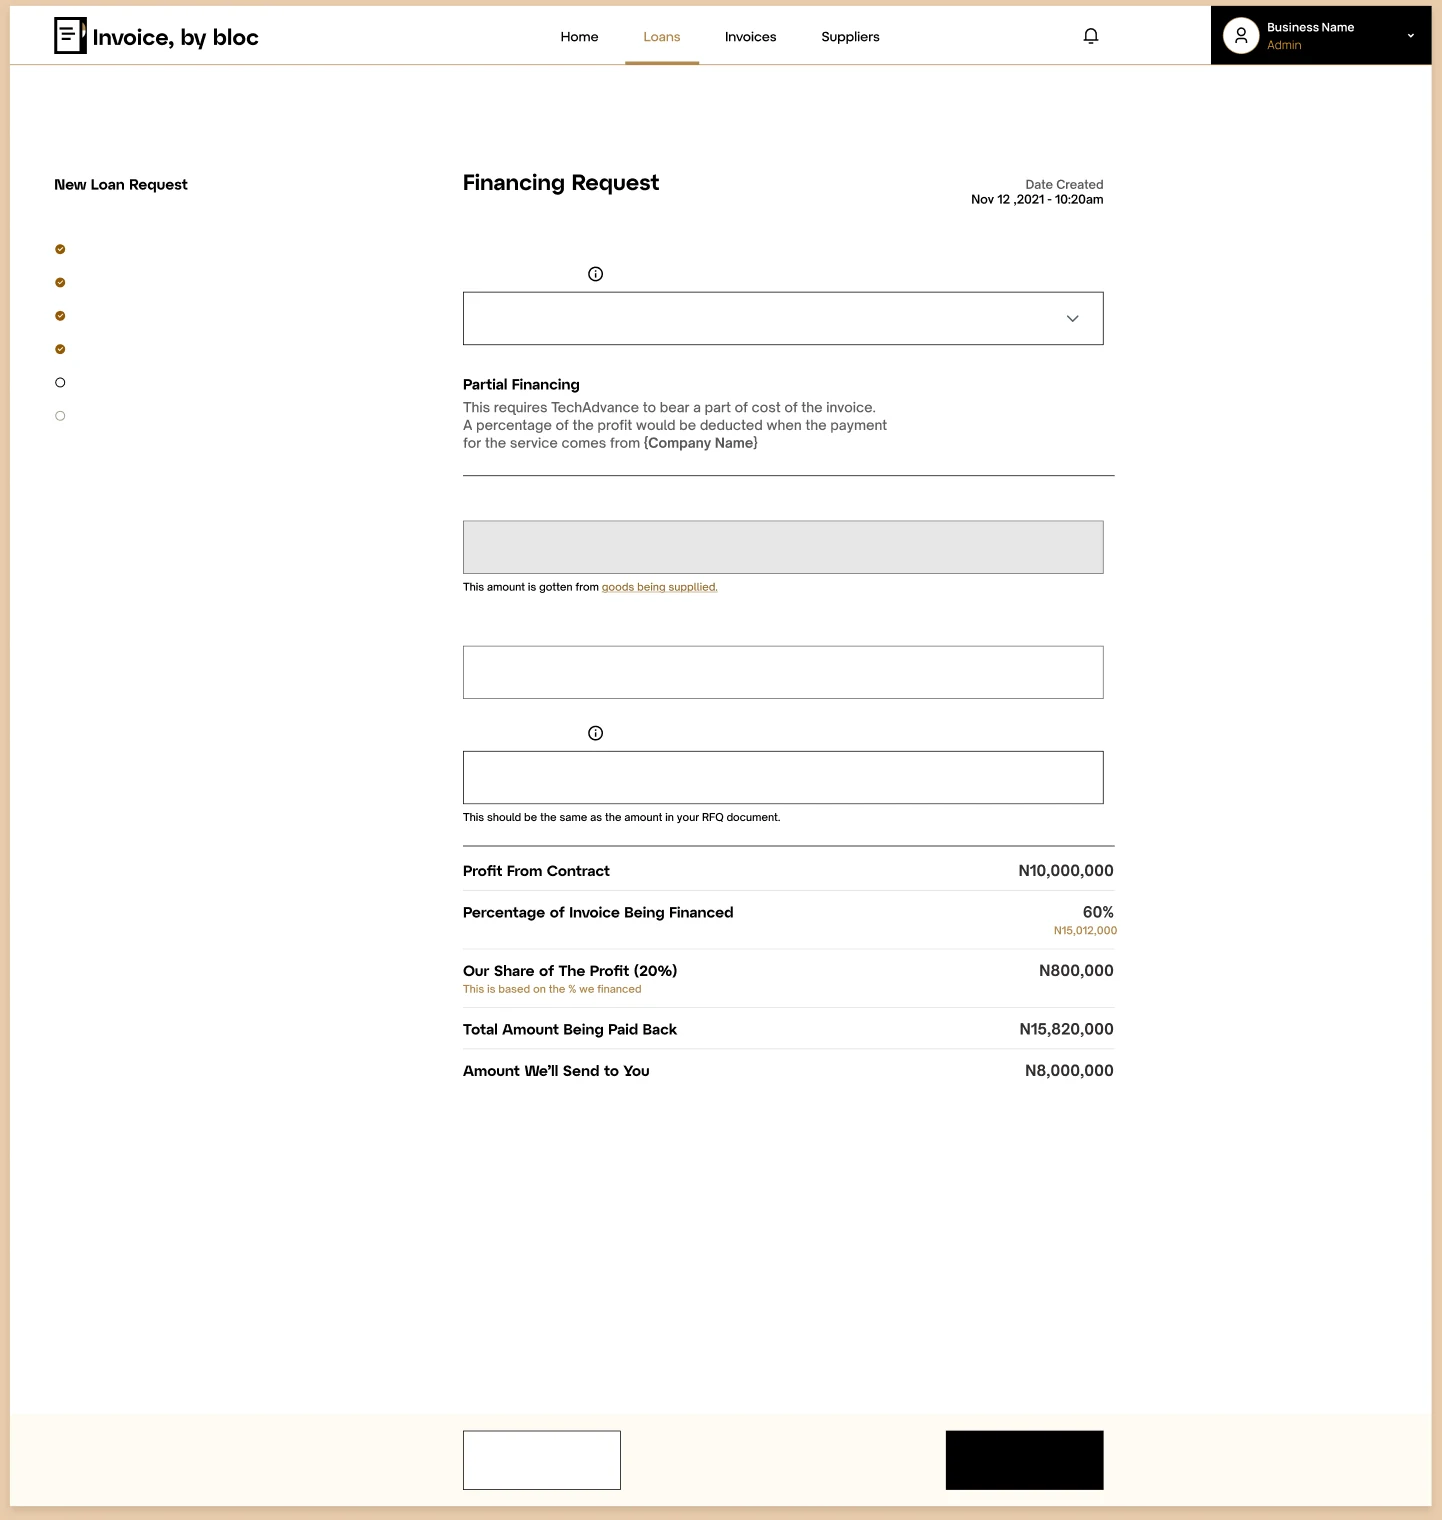 Invoice, by bloc
Home
Loans
Invoices
Suppliers
Business Name
Admin
New Loan Request
Financing Request
Date Created
Nov 12 ,2021 - 10:20am
Partial Financing
This requires TechAdvance to bear a part of cost of the invoice.
A percentage of the profit would be deducted when the payment
for the service comes from {Company Name}
This amount is gotten from goods being suppllied.
This should be the same as the amount in your RFQ document.
Profit From Contract
N10,000,000
Percentage of Invoice Being Financed
60%
N15,012,000
Our Share of The Profit (20%)
N800,000
This is based on the % we financed
Total Amount Being Paid Back
N15,820,000
Amount We'll Send to You
N8,000,000